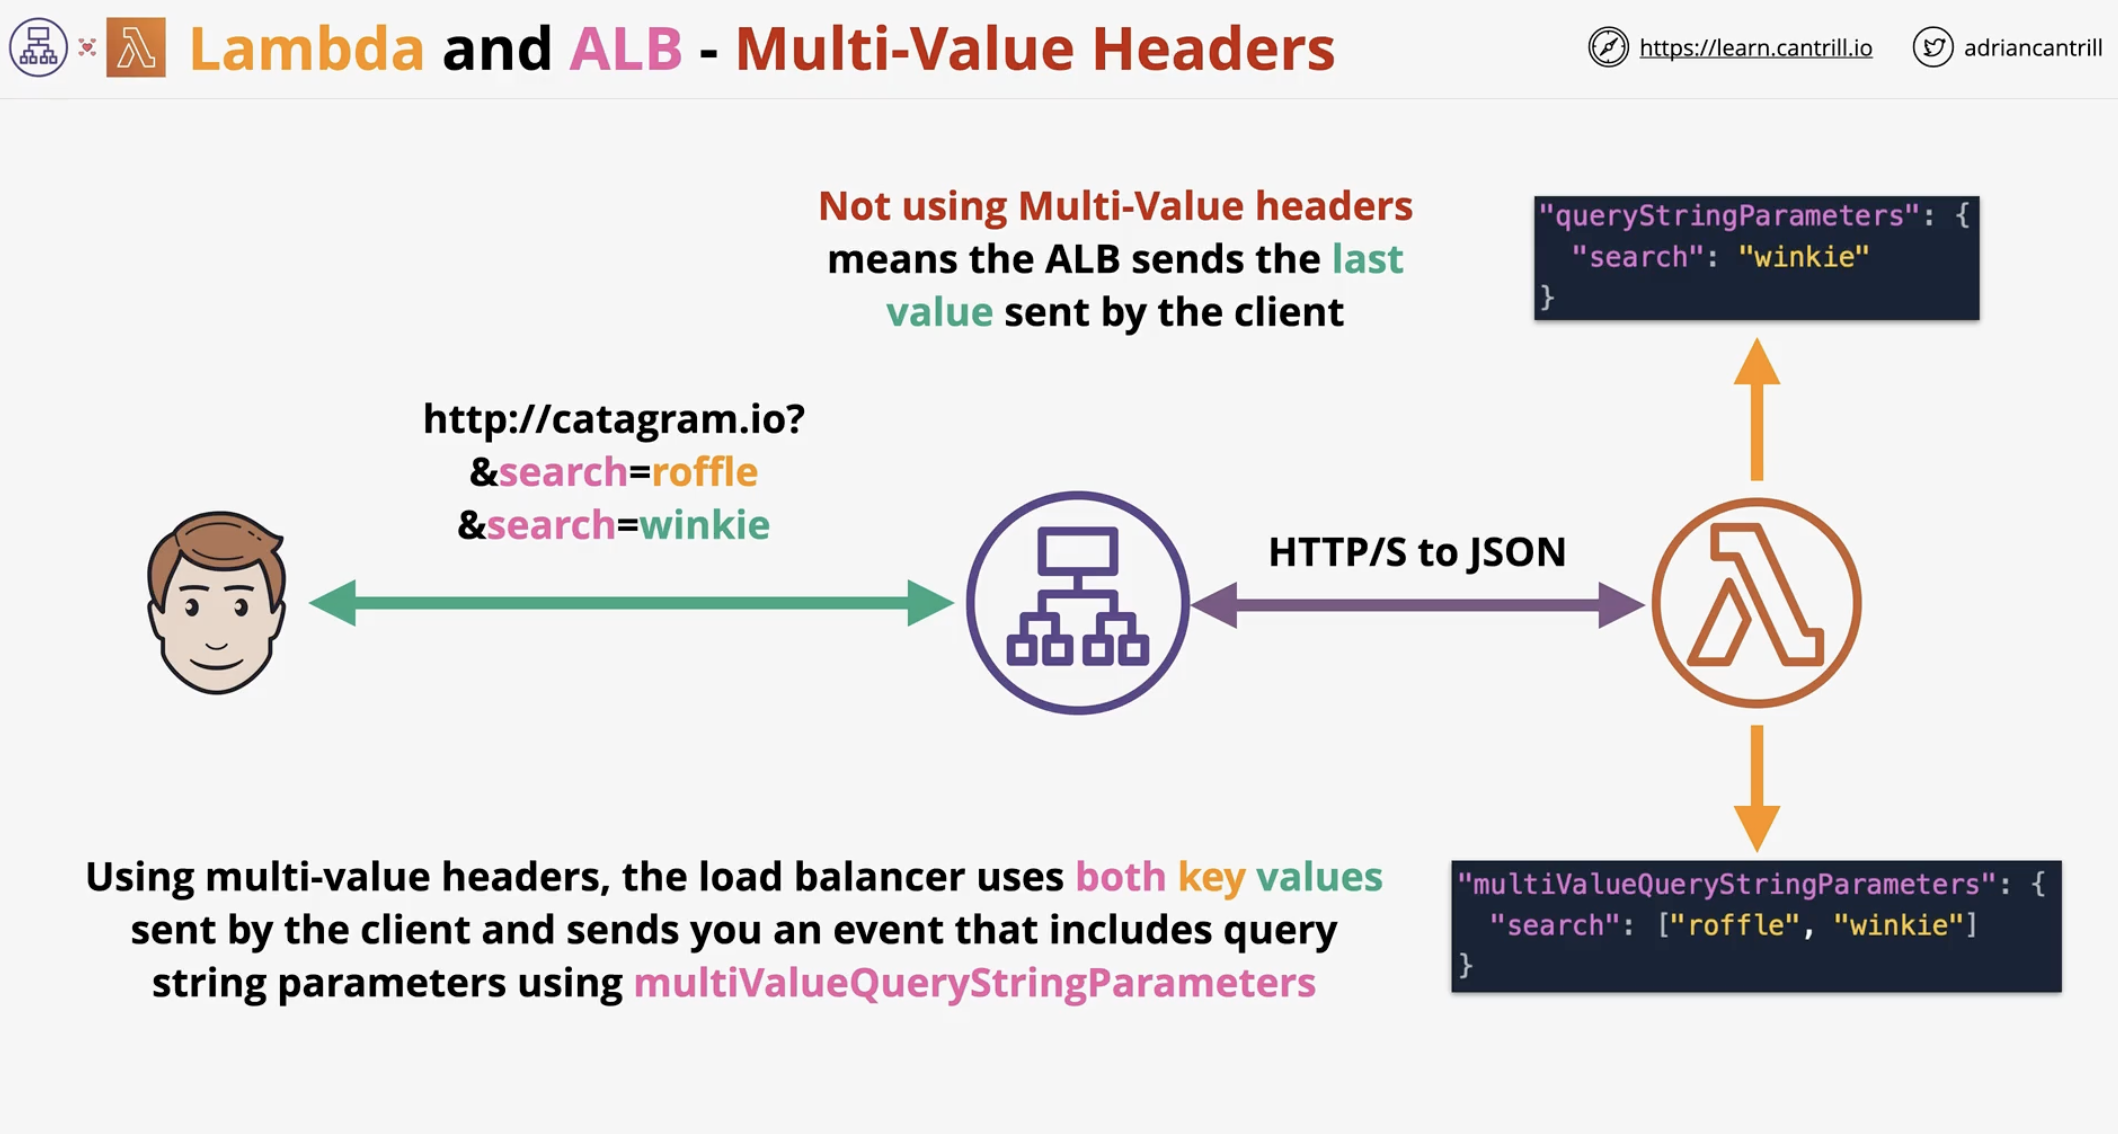 Lambda and ALB - Multi-Value Headers
https://learn.cantrill.io
adriancantrill
Not using Multi-Value headers
means the ALB sends the last
value sent by the client
"queryStringParameters": {
"search": "winkie"
}
http://catagram.io?
&search=roffle
&search=winkie
HTTP/S to JSON
Using multi-value headers, the load balancer uses both key values
sent by the client and sends you an event that includes query
string parameters using multiValueQueryStringParameters
"multiValueQueryStringParameters": {
"search": ["roffle", "winkie"]
}